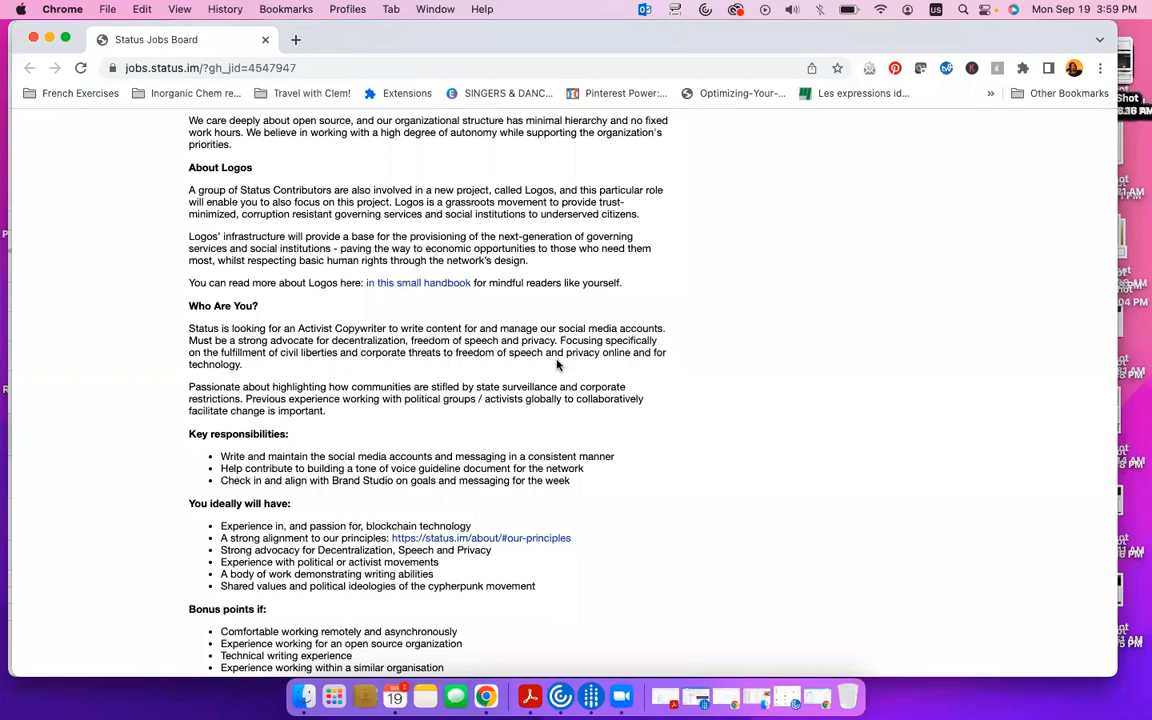 Chrome File Edit View History Bookmarks Profiles Tab Window Help Mon Sep 19 3:59 PM
Status Jobs Board
jobs.status.im/?gh_jid=4547947
French Exercises Inorganic Chem re... Travel with Clem! Extensions SINGERS & DANC... Pinterest Power:... Optimizing-Your-... Les expressions id... » Other Bookmarks
We care deeply about open source, and our organizational structure has minimal hierarchy and no fixed
work hours. We believe in working with a high degree of autonomy while supporting the organization's
priorities.
About Logos
A group of Status Contributors are also involved in a new project, called Logos, and this particular role
will enable you to also focus on this project. Logos is a grassroots movement to provide trust-
minimized, corruption resistant governing services and social institutions to underserved citizens.
Logos' infrastructure will provide a base for the provisioning of the next-generation of governing
services and social institutions - paving the way to economic opportunities to those who need them
most, whilst respecting basic human rights through the network's design.
You can read more about Logos here: in this small handbook for mindful readers like yourself.
Who Are You?
Status is looking for an Activist Copywriter to write content for and manage our social media accounts.
Must be a strong advocate for decentralization, freedom of speech and privacy. Focusing specifically
on the fulfillment of civil liberties and corporate threats to freedom of speech and privacy online and for
technology.
Passionate about highlighting how communities are stifled by state surveillance and corporate
restrictions. Previous experience working with political groups / activists globally to collaboratively
facilitate change is important.
Key responsibilities:
• Write and maintain the social media accounts and messaging in a consistent manner
• Help contribute to building a tone of voice guideline document for the network
• Check in and align with Brand Studio on goals and messaging for the week
You ideally will have:
• Experience in, and passion for, blockchain technology
• A strong alignment to our principles: https://status.im/about/#our-principles
• Strong advocacy for Decentralization, Speech and Privacy
• Experience with political or activist movements
• A body of work demonstrating writing abilities
• Shared values and political ideologies of the cypherpunk movement
Bonus points if:
• Comfortable working remotely and asynchronously
• Experience working for an open source organization
• Technical writing experience
• Experience working within a similar organisation